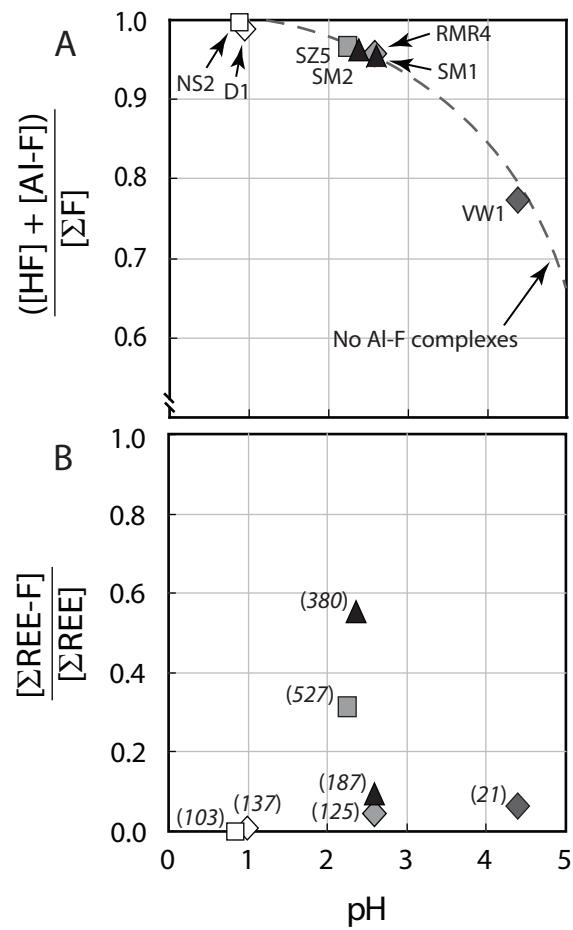 A
1.0
0.9
0.8
0.7
0.6
([HF] + [Al-F])
[ΣF]
NS2
D1
SZ5
SM2
RMR4
SM1
VW1
No Al-F complexes
B
1.0
0.8
0.6
0.4
0.2
0.0
[ΣREE-F]
[ΣREE]
(380)
(527)
(187)
(125)
(21)
(103)
(137)
0 1 2 3 4 5
pH